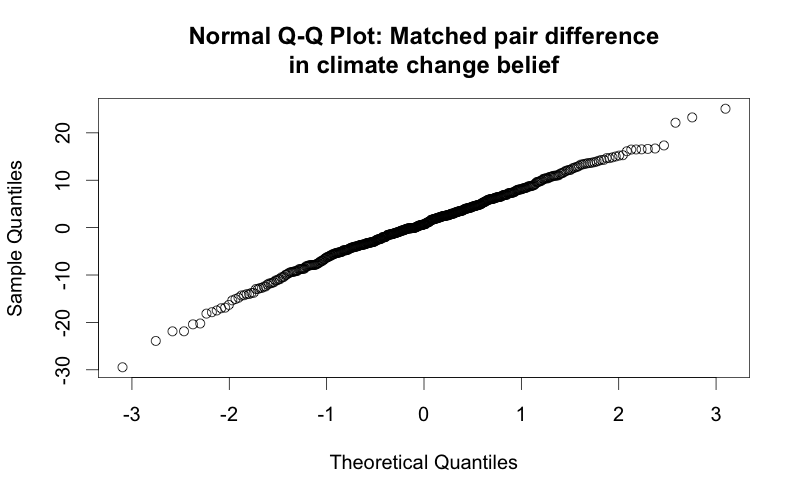 Normal Q-Q Plot: Matched pair difference
in climate change belief
Sample Quantiles
20
10
0
-10
-20
-30
-3 -2 -1 0 1 2 3
Theoretical Quantiles